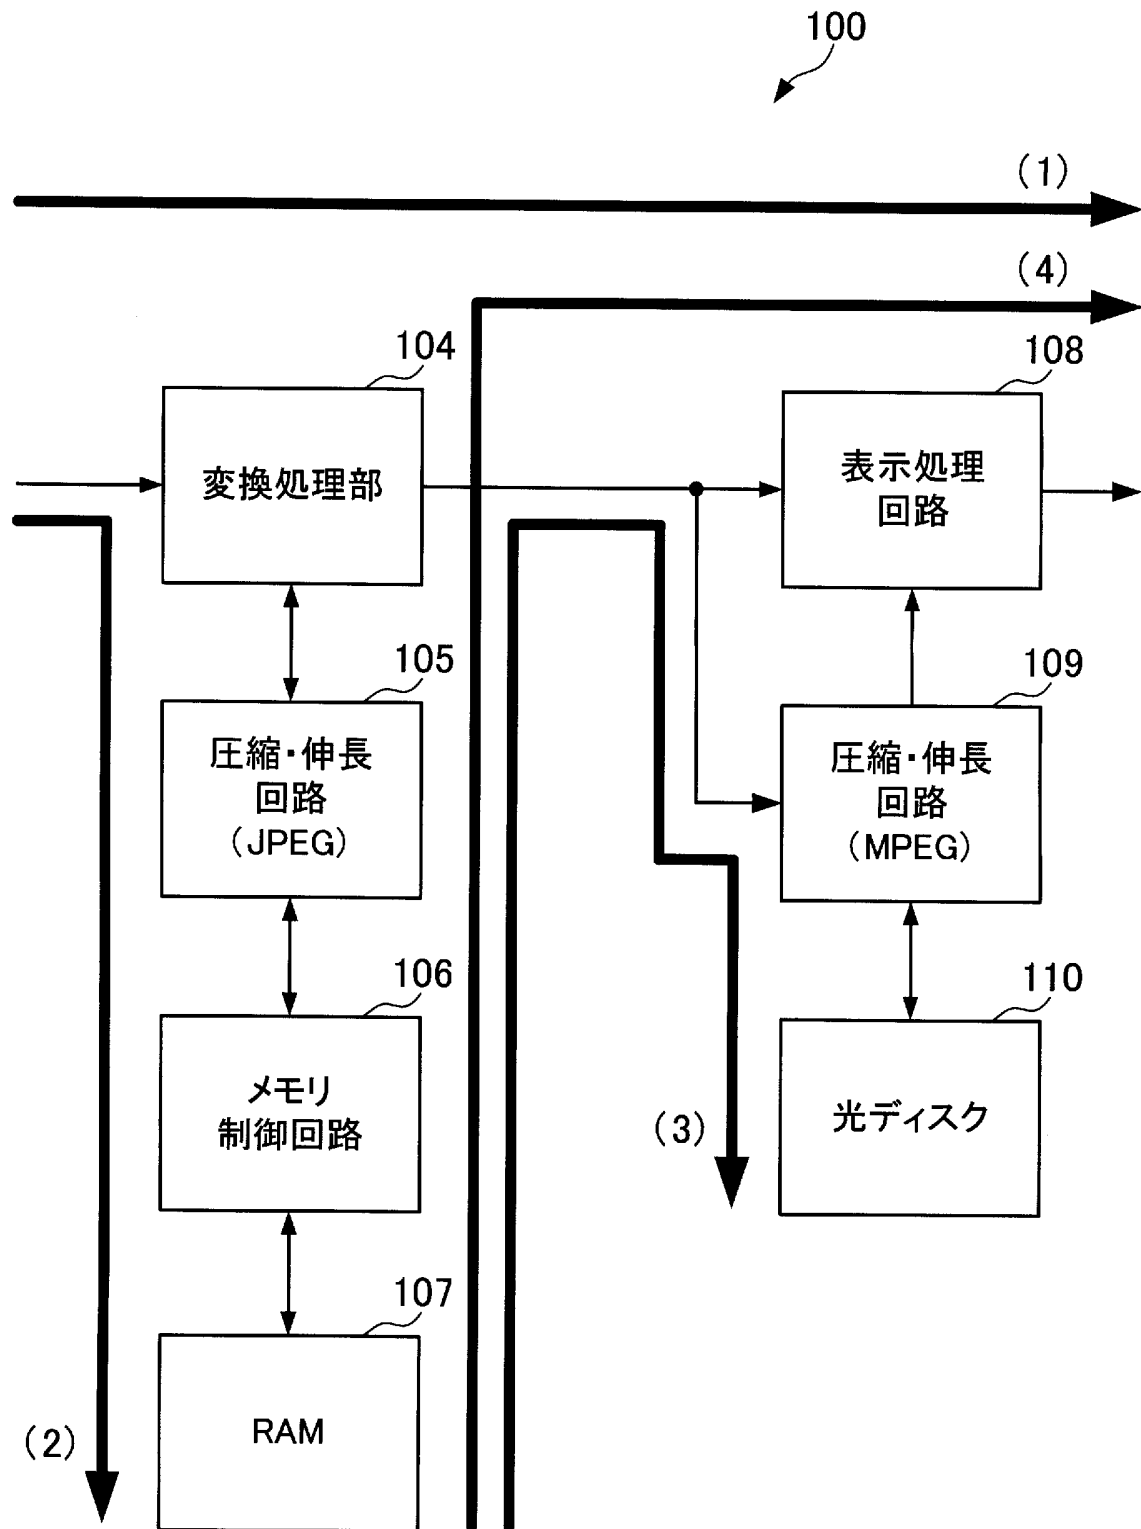 100
(1)
(4)
104
変換処理部
108
表示処理
回路
105
圧縮・伸長
回路
(JPEG)
109
圧縮・伸長
回路
(MPEG)
106
メモリ
制御回路
110
光ディスク
(3)
107
RAM
(2)